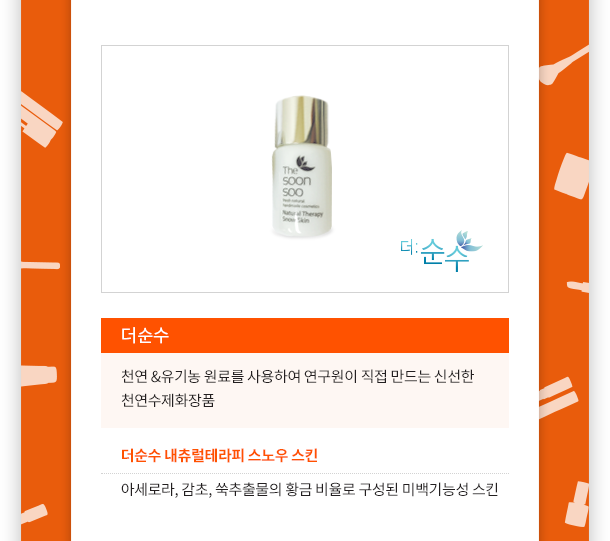 The
soon
soo
fresh natural
handmade cosmetics
Natural Therapy
Snow Skin
더:순수
더순수
천연 &유기농 원료를 사용하여 연구원이 직접 만드는 신선한
천연수제화장품
더순수 내츄럴테라피 스노우 스킨
아세로라, 감초, 쑥추출물의 황금 비율로 구성된 미백기능성 스킨